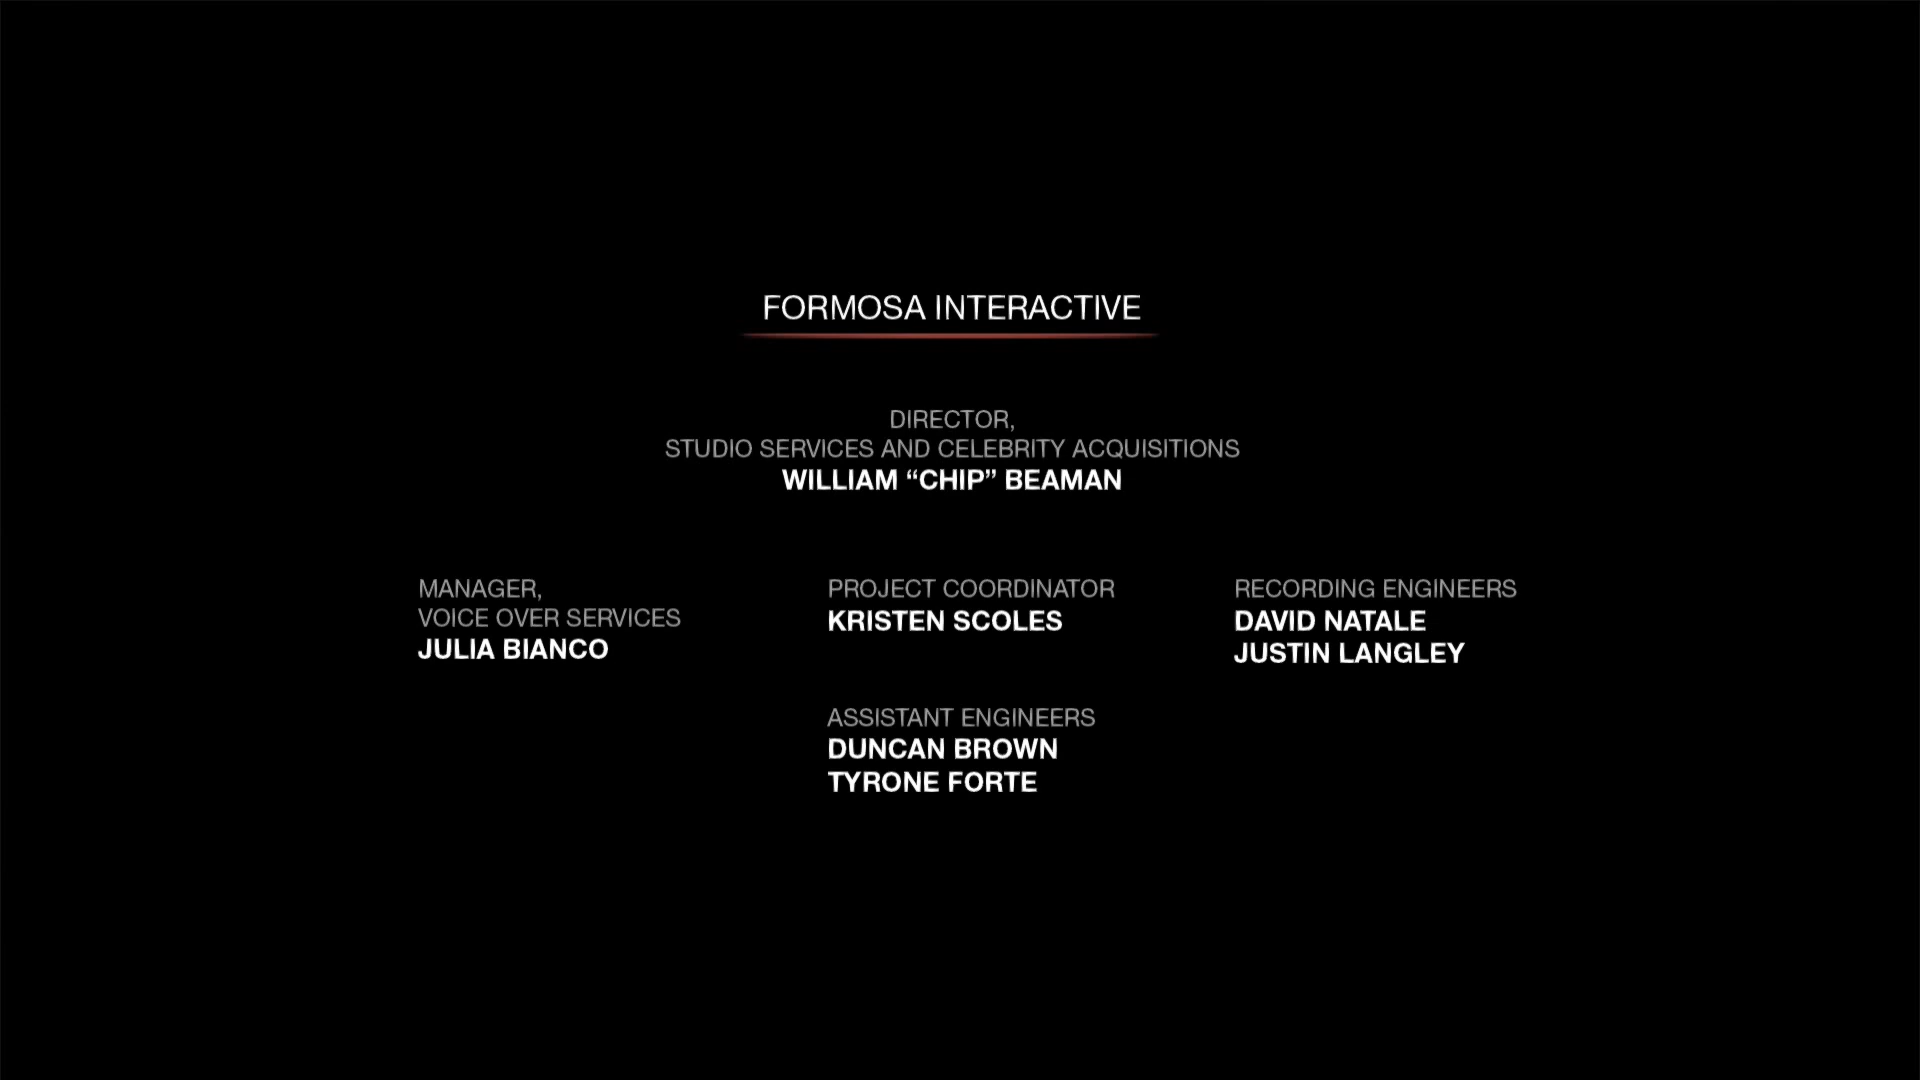 FORMOSA INTERACTIVE
DIRECTOR,
STUDIO SERVICES AND CELEBRITY ACQUISITIONS
WILLIAM “CHIP” BEAMAN
MANAGER,
VOICE OVER SERVICES
JULIA BIANCO
PROJECT COORDINATOR
KRISTEN SCOLES
RECORDING ENGINEERS
DAVID NATALE
JUSTIN LANGLEY
ASSISTANT ENGINEERS
DUNCAN BROWN
TYRONE FORTE